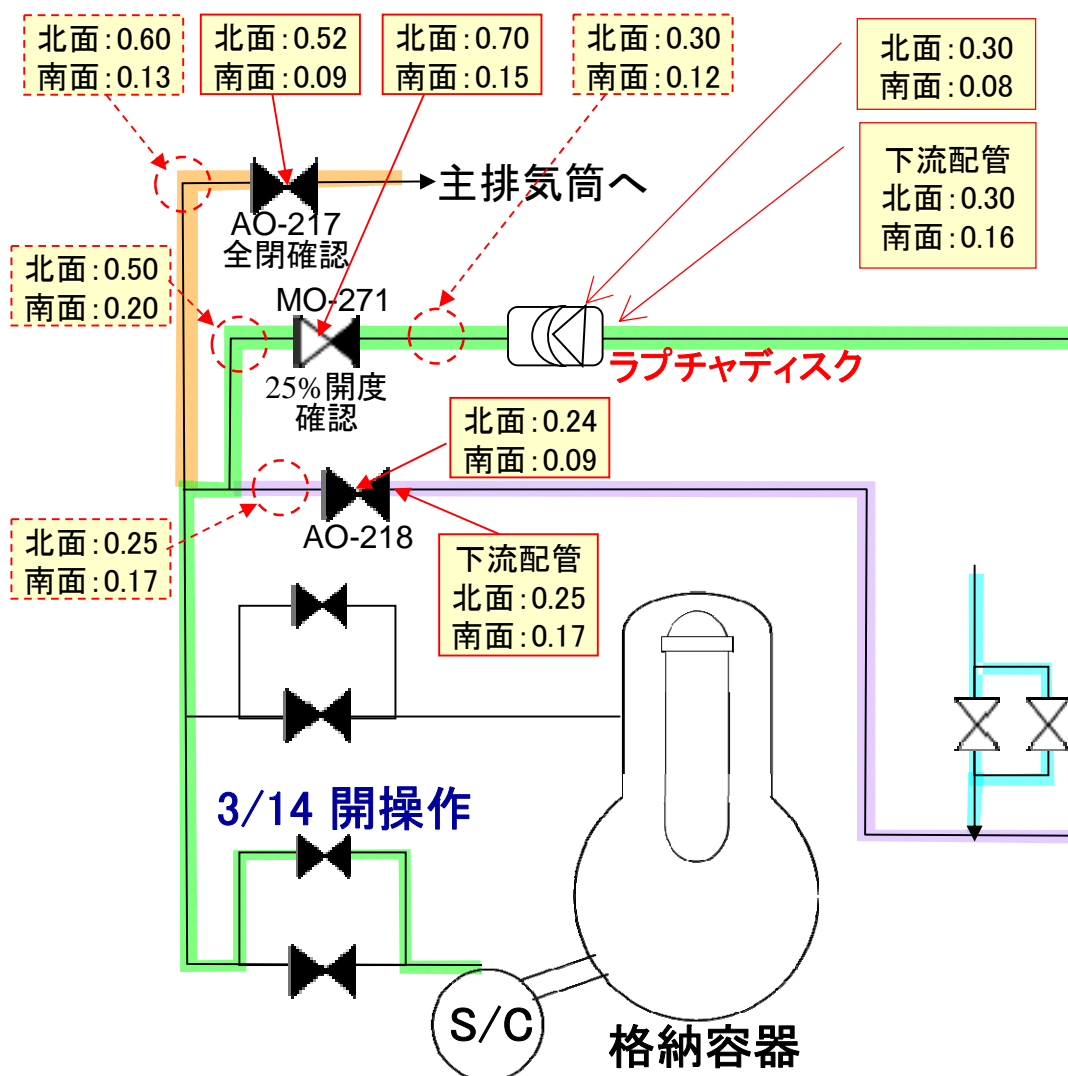 北面:0.60
南面:0.13
北面:0.52
南面:0.09
北面:0.70
南面:0.15
北面:0.30
南面:0.12
北面:0.30
南面:0.08
下流配管
北面:0.30
南面:0.16
主排気筒へ
AO-217
全閉確認
北面:0.50
南面:0.20
MO-271
25%開度
確認
ラプチャディスク
北面:0.24
南面:0.09
AO-218
北面:0.25
南面:0.17
下流配管
北面:0.25
南面:0.17
3/14 開操作
S/C
格納容器